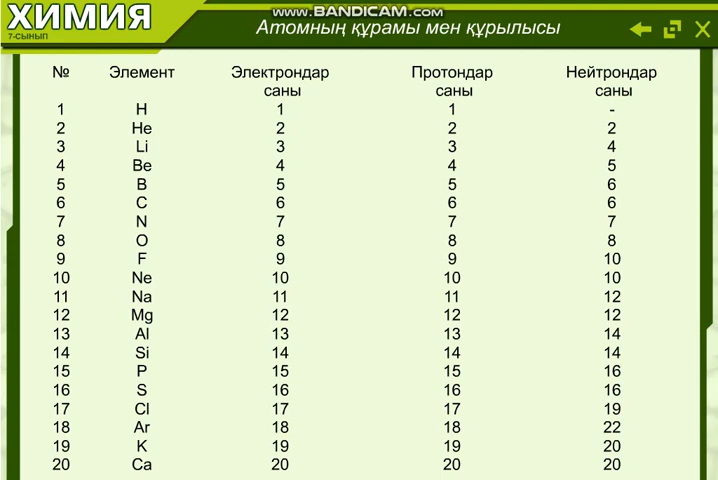 www.BANDICAM.com
ХИМИЯ
7-СЫНЫП
Атомның құрамы мен құрылысы
№ Элемент Электрондар саны Протондар саны Нейтрондар саны
1 H 1 1 -
2 He 2 2 2
3 Li 3 3 4
4 Be 4 4 5
5 B 5 5 6
6 C 6 6 6
7 N 7 7 7
8 O 8 8 8
9 F 9 9 10
10 Ne 10 10 10
11 Na 11 11 12
12 Mg 12 12 12
13 Al 13 13 14
14 Si 14 14 14
15 P 15 15 16
16 S 16 16 16
17 Cl 17 17 19
18 Ar 18 18 22
19 K 19 19 20
20 Ca 20 20 20